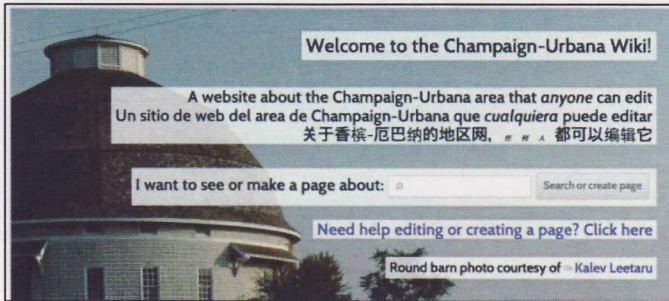 Welcome to the Champaign-Urbana Wiki!
A website about the Champaign-Urbana area that anyone can edit
Un sitio de web del area de Champaign-Urbana que cualquiera puede editar
关于香槟-厄巴纳的地区网, 任何人 都可以编辑它
I want to see or make a page about: Search or create page
Need help editing or creating a page? Click here
Round barn photo courtesy of Kalev Leetaru